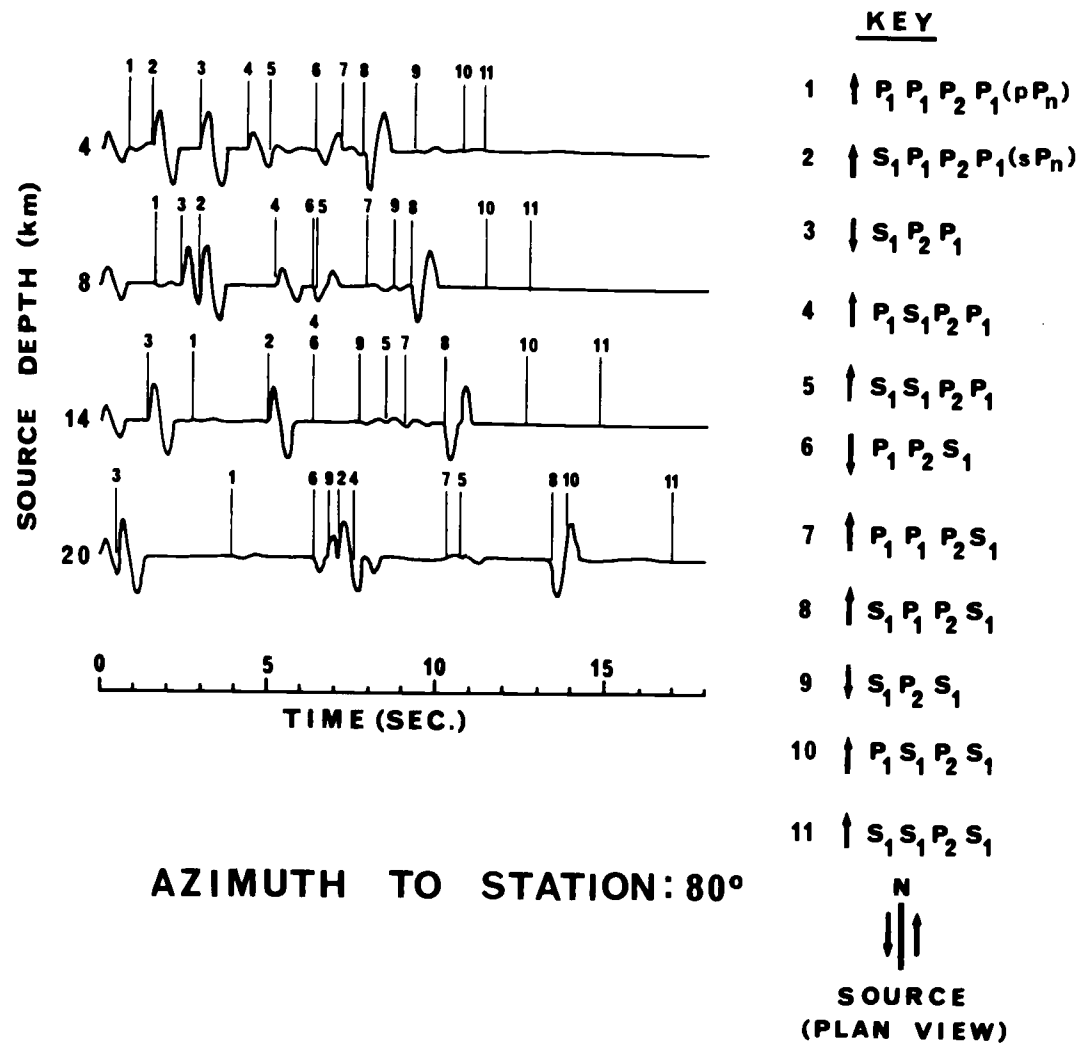 KEY
1 ↑ P₁ P₁ P₂ P₁(pPₙ)
2 ↑ S₁ P₁ P₂ P₁(sPₙ)
3 ↓ S₁ P₂ P₁
4 ↑ P₁ S₁ P₂ P₁
5 ↑ S₁ S₁ P₂ P₁
6 ↓ P₁ P₂ S₁
7 ↑ P₁ P₁ P₂ S₁
8 ↑ S₁ P₁ P₂ S₁
9 ↓ S₁ P₂ S₁
10 ↑ P₁ S₁ P₂ S₁
11 ↑ S₁ S₁ P₂ S₁
SOURCE DEPTH (km)
1 2 3 4 5 6 7 8 9 10 11
4
1 3 2 4 6 5 7 9 8 10 11
8
4
3 1 2 6 9 5 7 8 10 11
14
3 1 6 9 2 4 7 5 8 10 11
20
0 5 10 15
TIME (SEC.)
AZIMUTH TO STATION: 80º
N
SOURCE
(PLAN VIEW)